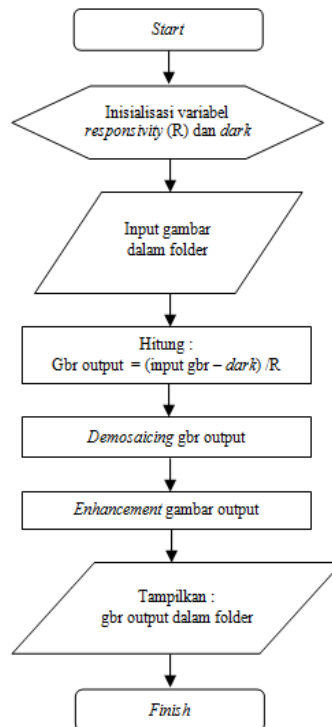 Start
Inisialisasi variabel
responsivity (R) dan dark
Input gambar
dalam folder
Hitung :
Gbr output = (input gbr – dark) /R
Demosaicing gbr output
Enhancement gambar output
Tampilkan :
gbr output dalam folder
Finish